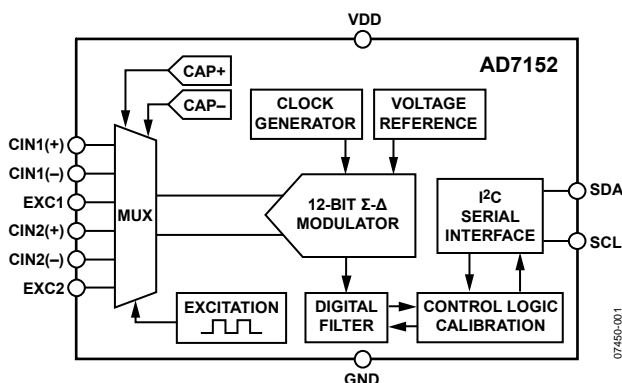 VDD
AD7152
CAP+
CAP–
CLOCK
GENERATOR
VOLTAGE
REFERENCE
CIN1(+)
CIN1(–)
EXC1
CIN2(+)
CIN2(–)
EXC2
MUX
12-BIT Σ-Δ
MODULATOR
I²C
SERIAL
INTERFACE
SDA
SCL
EXCITATION
DIGITAL
FILTER
CONTROL LOGIC
CALIBRATION
GND
07450-001